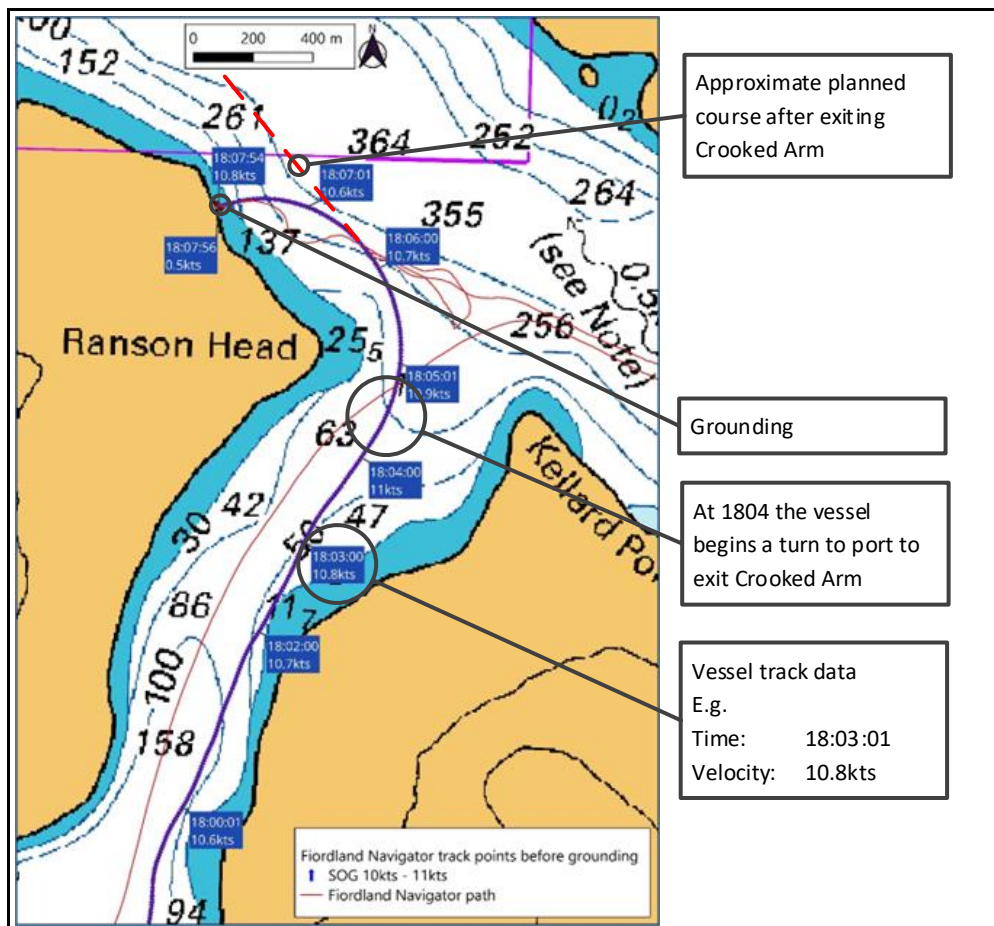 0 200 400 m
N
00
152
261
364
252
0₂
264
18:07:54
10.8kts
18:07:01
10.6kts
355
N
137
18:06:00
10.7kts
18:07:56
0.5kts
0.5
(see Note)
256
Ranson Head
25₅
18:05:01
10.9kts
63
18:04:00
11kts
Kellard Po
42
47
30
58
18:03:00
10.8kts
86
11₇
18:02:00
10.7kts
100
158
18:00:01
10.6kts
94
Fiordland Navigator track points before grounding
SOG 10kts - 11kts
Fiordland Navigator path
Approximate planned
course after exiting
Crooked Arm
Grounding
At 1804 the vessel
begins a turn to port to
exit Crooked Arm
Vessel track data
E.g.
Time: 18:03:01
Velocity: 10.8kts